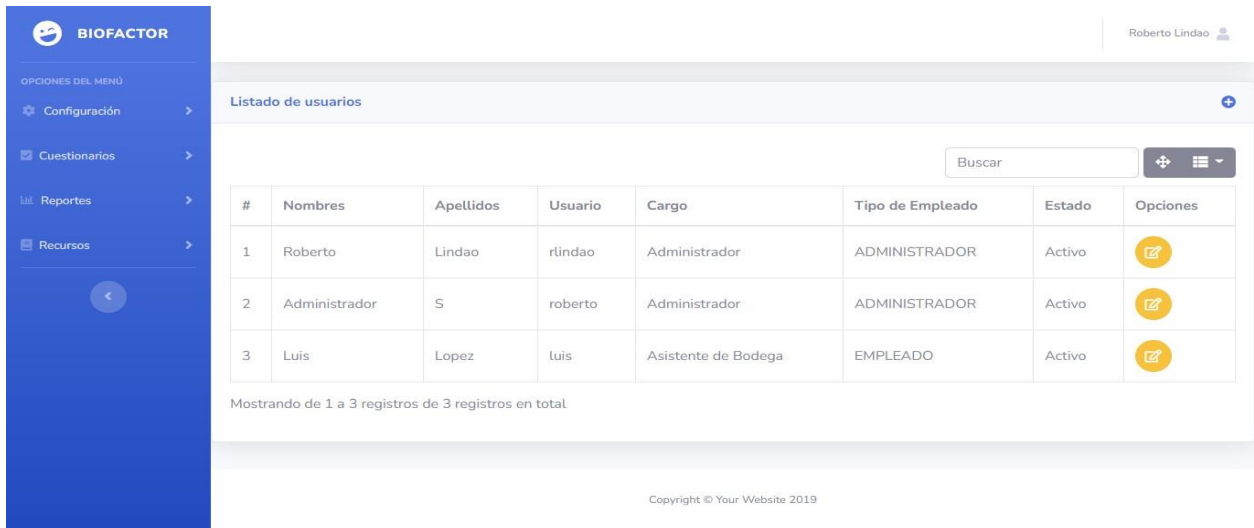 BIOFACTOR
Roberto Lindao
OPCIONES DEL MENÚ
Configuración
Cuestionarios
Reportes
Recursos
Listado de usuarios
Buscar
# Nombres Apellidos Usuario Cargo Tipo de Empleado Estado Opciones
1 Roberto Lindao rlindao Administrador ADMINISTRADOR Activo
2 Administrador S roberto Administrador ADMINISTRADOR Activo
3 Luis Lopez luis Asistente de Bodega EMPLEADO Activo
Mostrando de 1 a 3 registros de 3 registros en total
Copyright © Your Website 2019